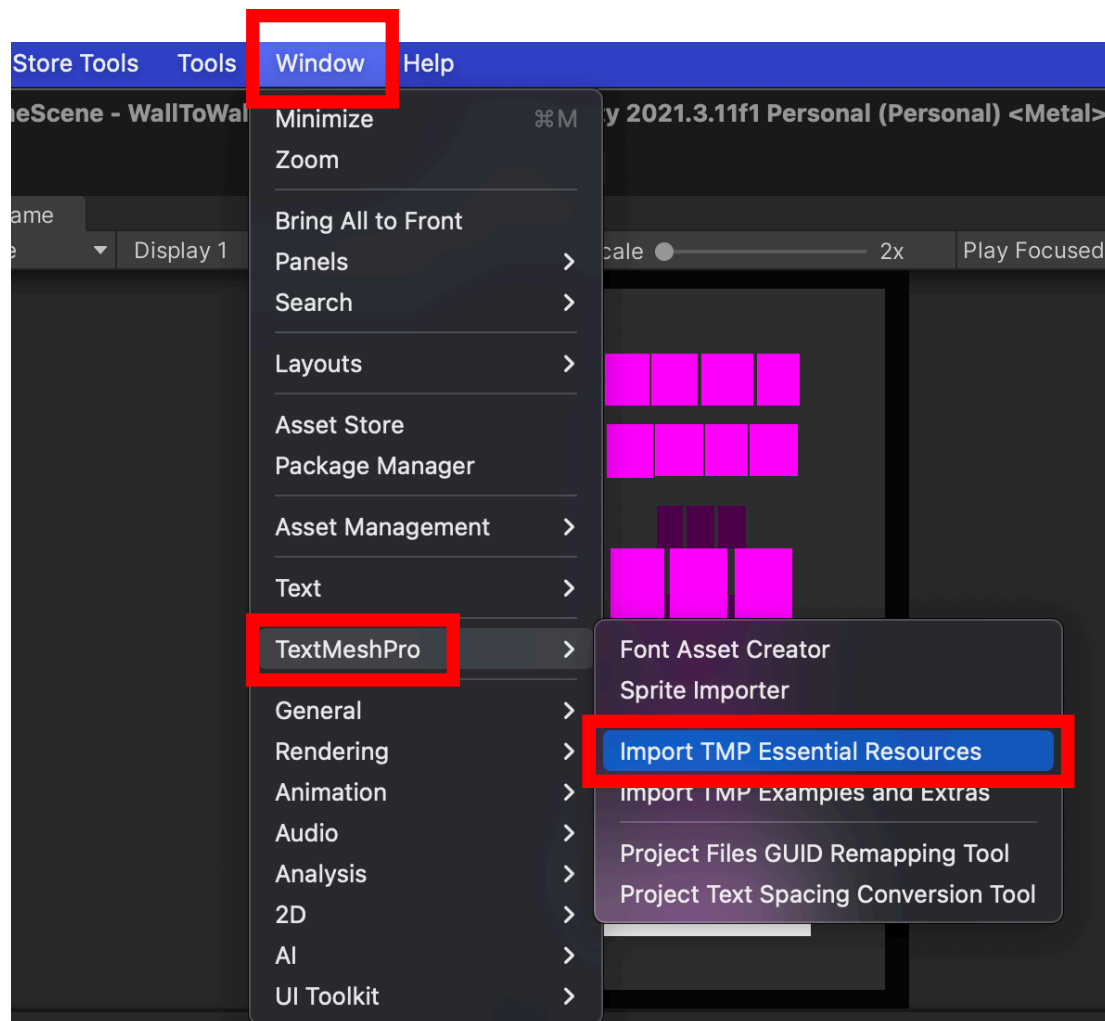 Store Tools Tools Window Help
eScene - WallToWal y 2021.3.11f1 Personal (Personal) <Metal>
Minimize ⌘M
Zoom
ame
Bring All to Front
e Display 1 cale 2x Play Focused
Panels
Search
Layouts
Asset Store
Package Manager
Asset Management
Text
TextMeshPro
General
Rendering
Animation
Audio
Analysis
2D
AI
UI Toolkit
Font Asset Creator
Sprite Importer
Import TMP Essential Resources
Import TMP Examples and Extras
Project Files GUID Remapping Tool
Project Text Spacing Conversion Tool